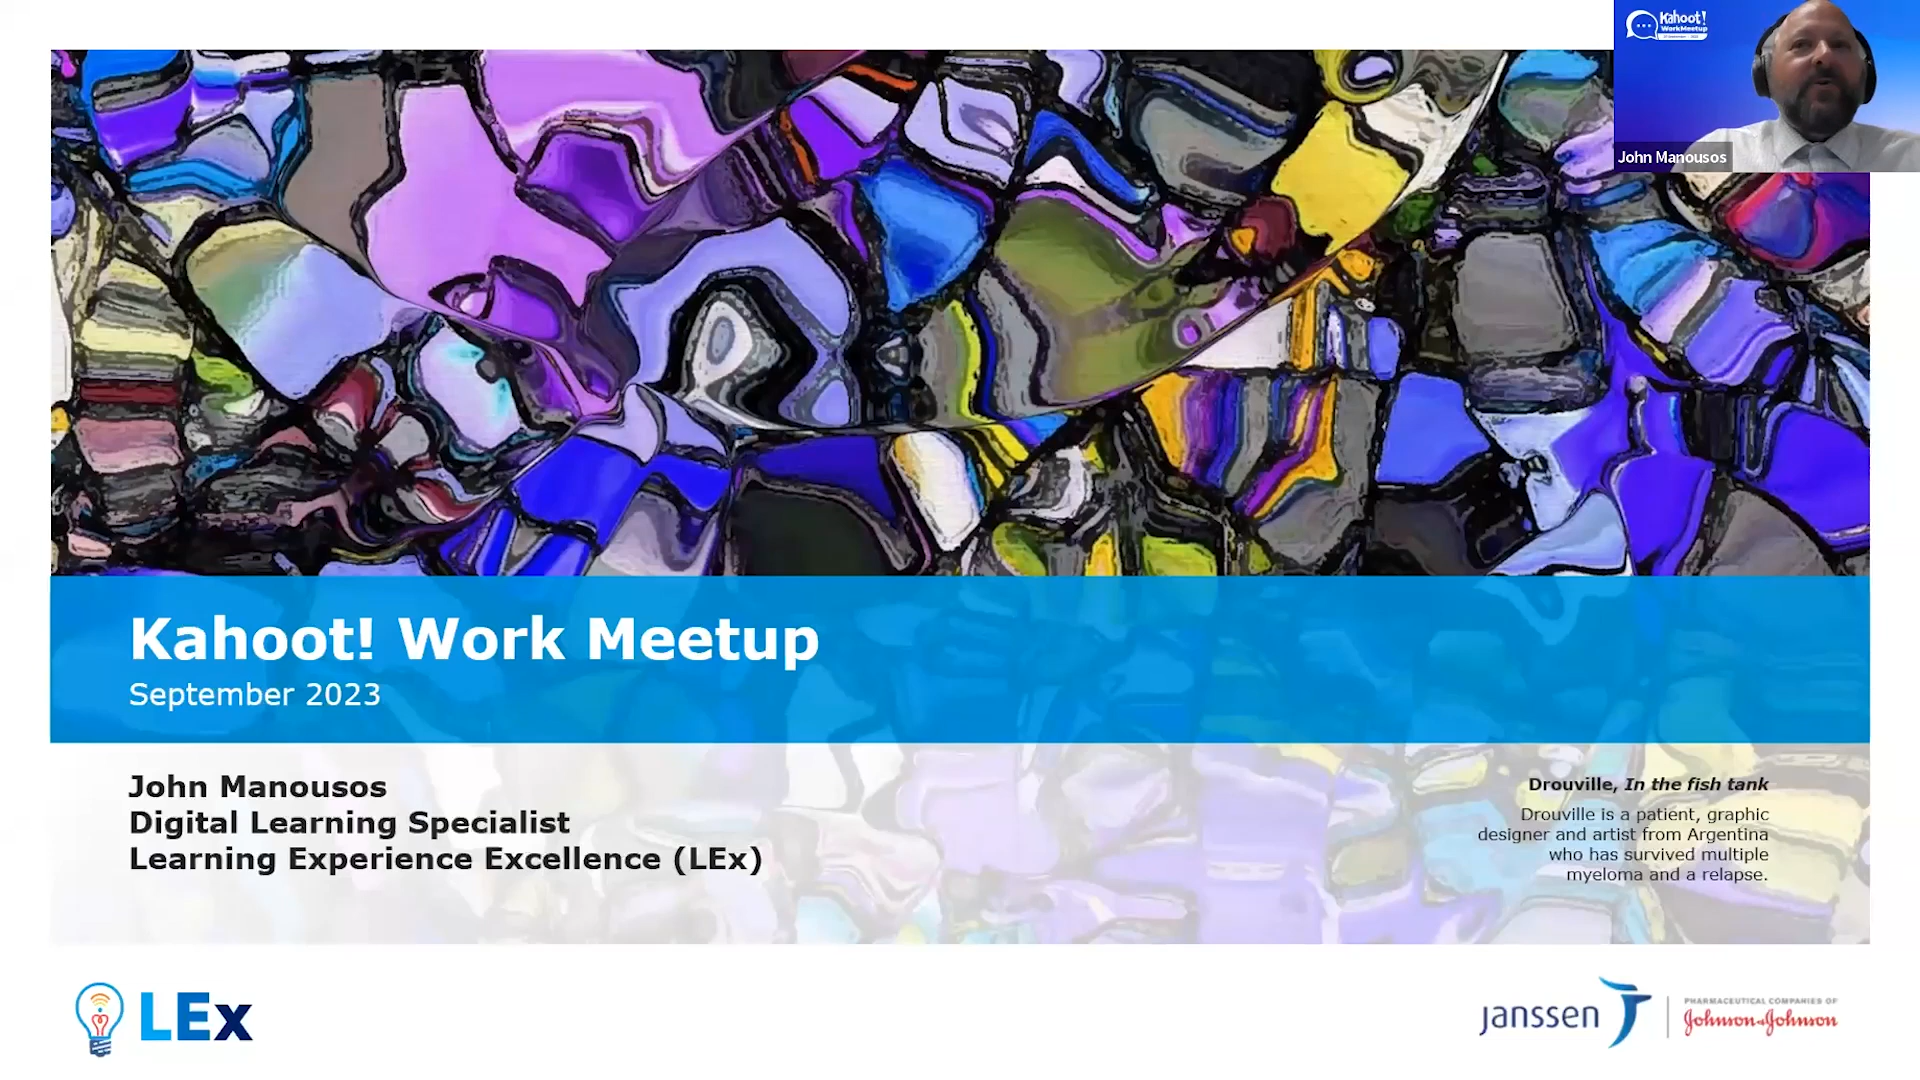 Kahoot!
WorkMeetup
John Manousos
Kahoot! Work Meetup
September 2023
John Manousos
Digital Learning Specialist
Learning Experience Excellence (LEx)
Drouville, In the fish tank
Drouville is a patient, graphic
designer and artist from Argentina
who has survived multiple
myeloma and a relapse.
LEx
janssen
PHARMACEUTICAL COMPANIES OF
Johnson & Johnson